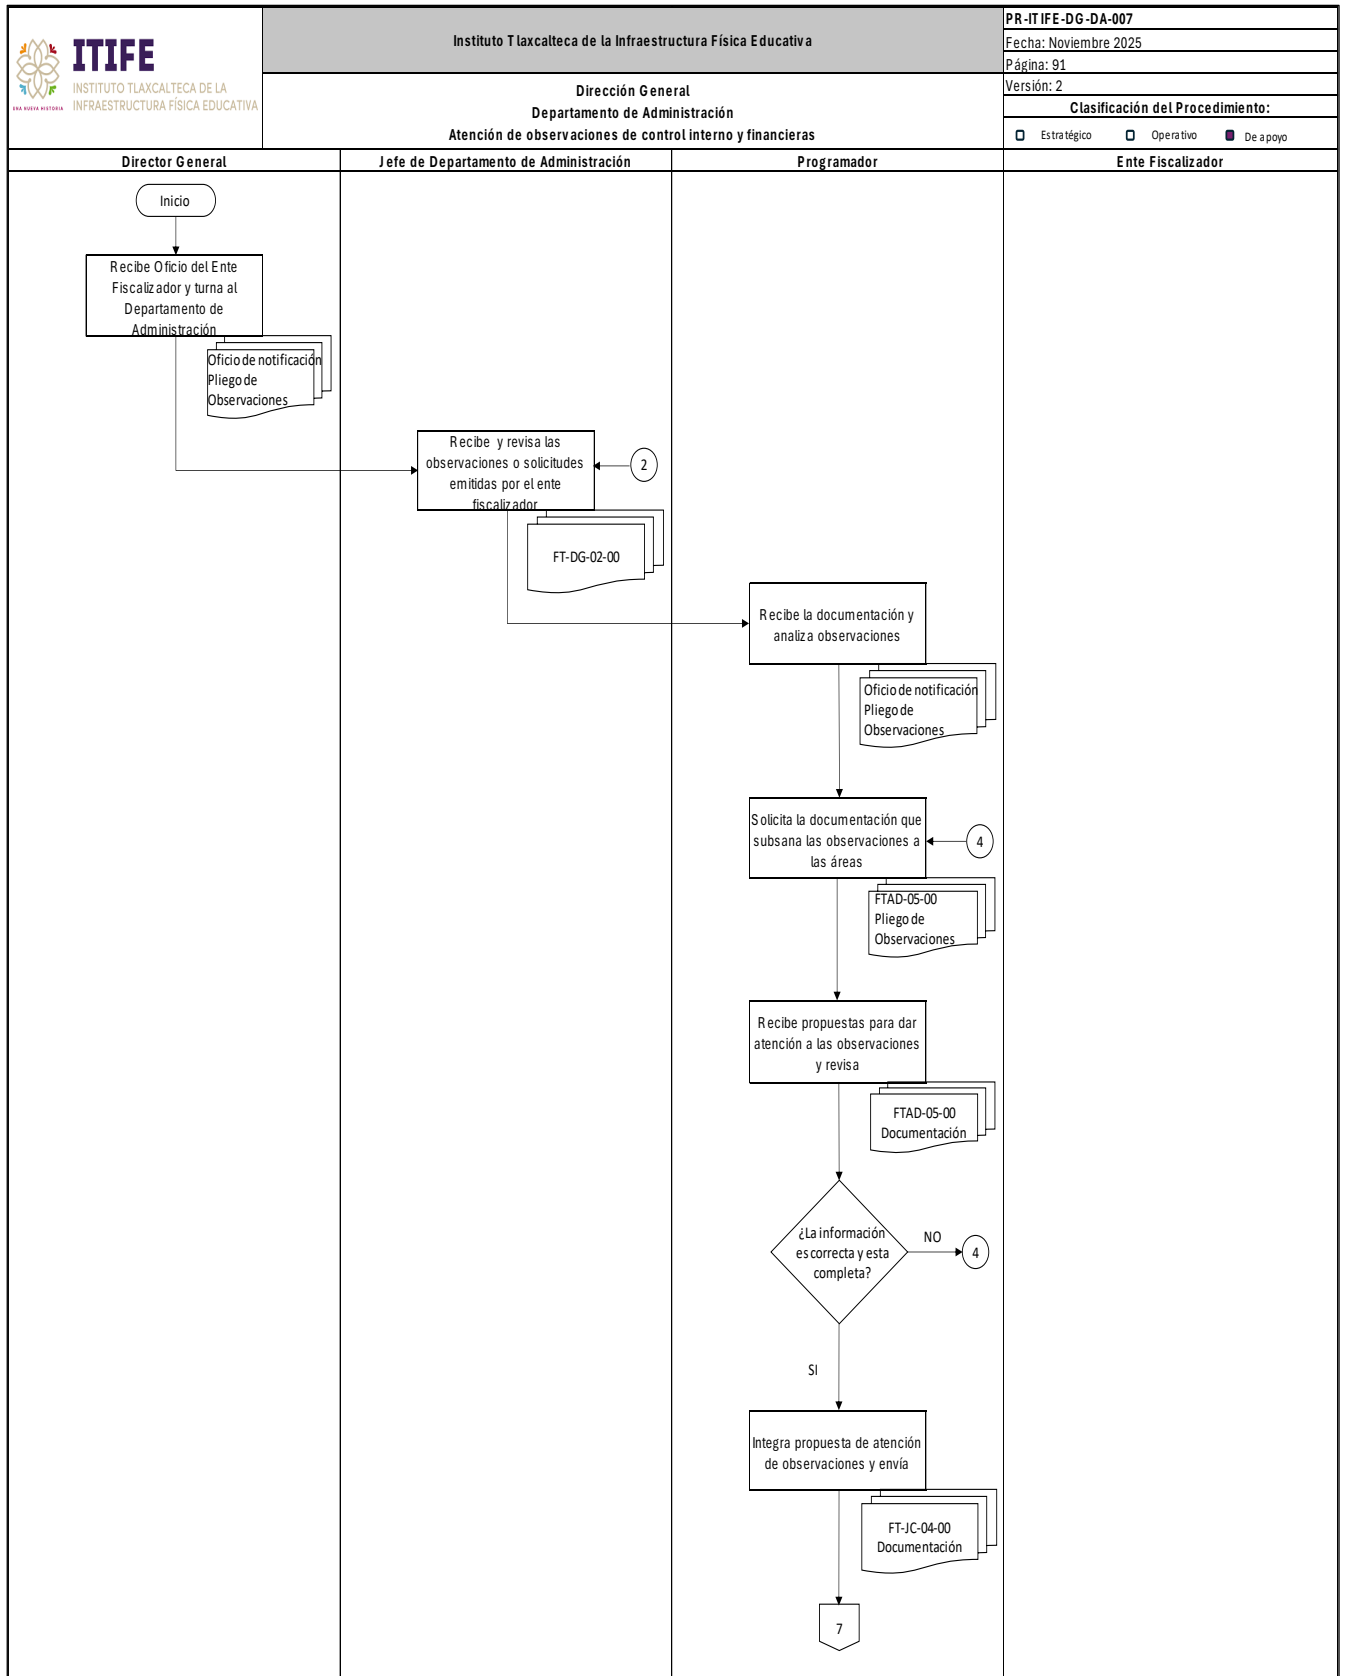 ITIFE
INSTITUTO TLAXCALTECA DE LA
INFRAESTRUCTURA FÍSICA EDUCATIVA
UNA NUEVA HISTORIA
Instituto Tlaxcalteca de la Infraestructura Física Educativa
Dirección General
Departamento de Administración
Atención de observaciones de control interno y financieras
PR-ITIFE-DG-DA-007
Fecha: Noviembre 2025
Página: 91
Versión: 2
Clasificación del Procedimiento:
Estratégico Operativo De apoyo
Director General
Jefe de Departamento de Administración
Programador
Ente Fiscalizador
Inicio
Recibe Oficio del Ente
Fiscalizador y turna al
Departamento de
Administración
Oficio de notificación
Pliego de
Observaciones
Recibe y revisa las
observaciones o solicitudes
emitidas por el ente
fiscalizador
2
FT-DG-02-00
Recibe la documentación y
analiza observaciones
Oficio de notificación
Pliego de
Observaciones
Solicita la documentación que
subsana las observaciones a
las áreas
4
FTAD-05-00
Pliego de
Observaciones
Recibe propuestas para dar
atención a las observaciones
y revisa
FTAD-05-00
Documentación
¿La información
es correcta y esta
completa?
NO
4
SI
Integra propuesta de atención
de observaciones y envía
FT-JC-04-00
Documentación
7